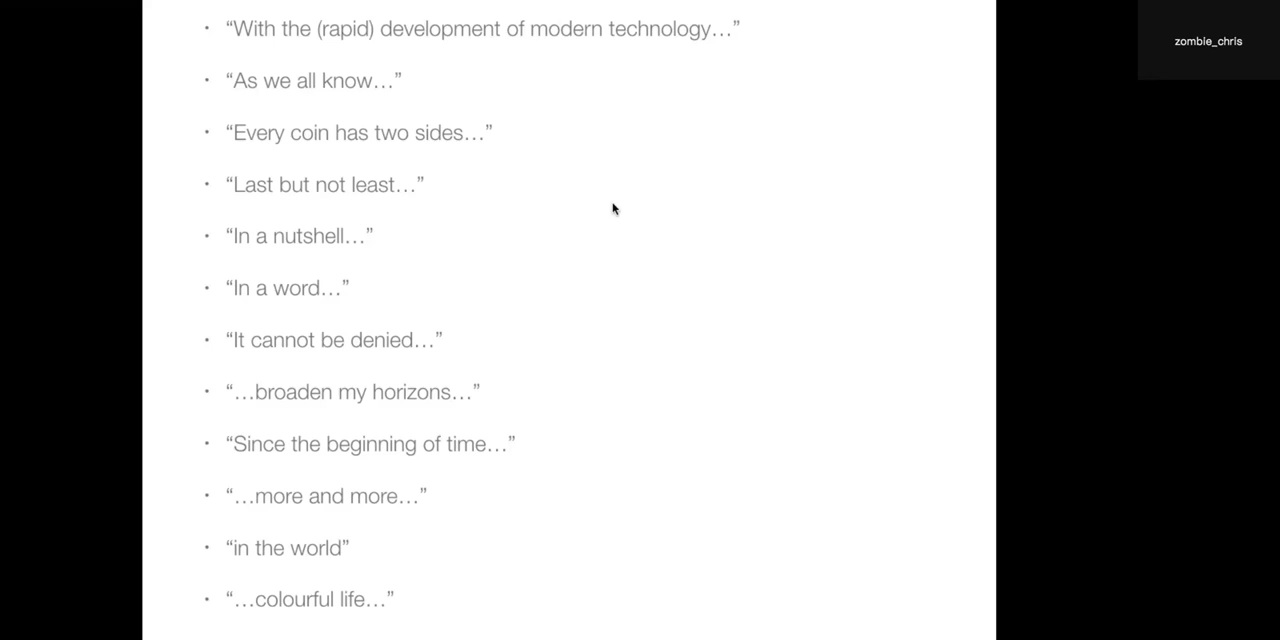 • “With the (rapid) development of modern technology…”
zombie_chris
• “As we all know…”
• “Every coin has two sides…”
• “Last but not least…”
• “In a nutshell…”
• “In a word…”
• “It cannot be denied…”
• “…broaden my horizons…”
• “Since the beginning of time…”
• “…more and more…”
• “in the world”
• “…colourful life…”